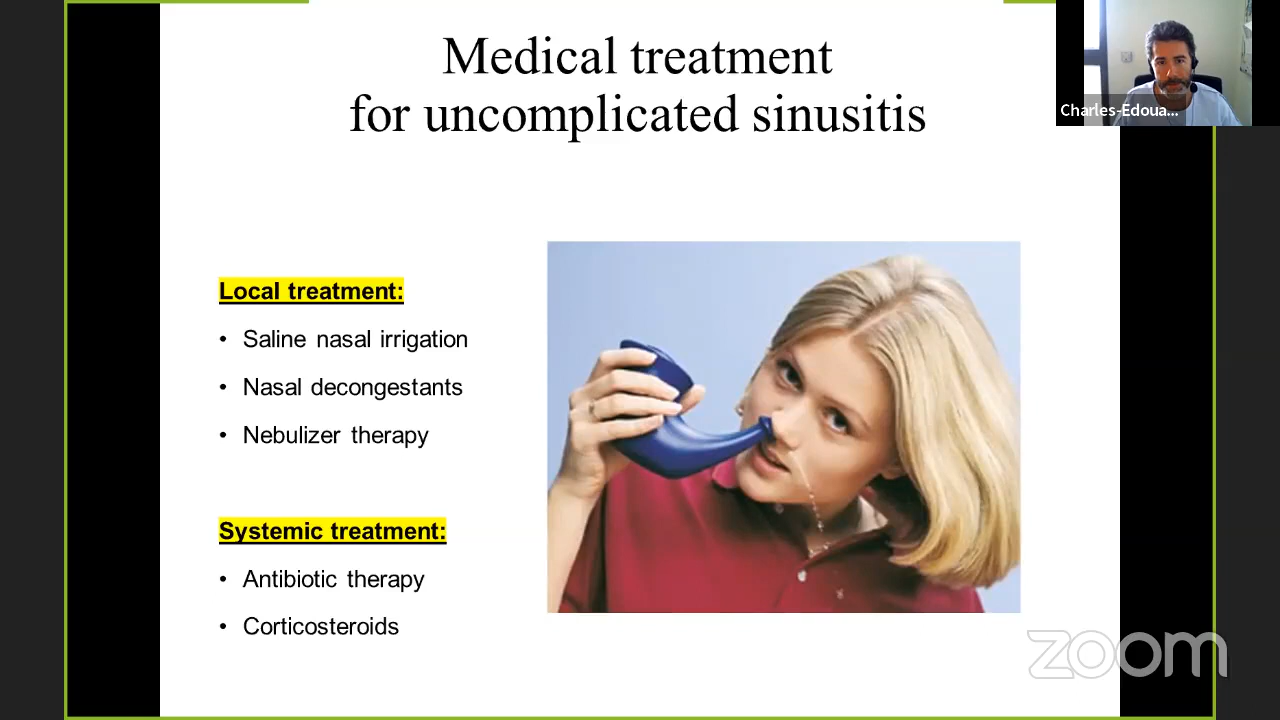 Medical treatment
for uncomplicated sinusitis
Charles-Edoua...
Local treatment:
• Saline nasal irrigation
• Nasal decongestants
• Nebulizer therapy
Systemic treatment:
• Antibiotic therapy
• Corticosteroids
zoom